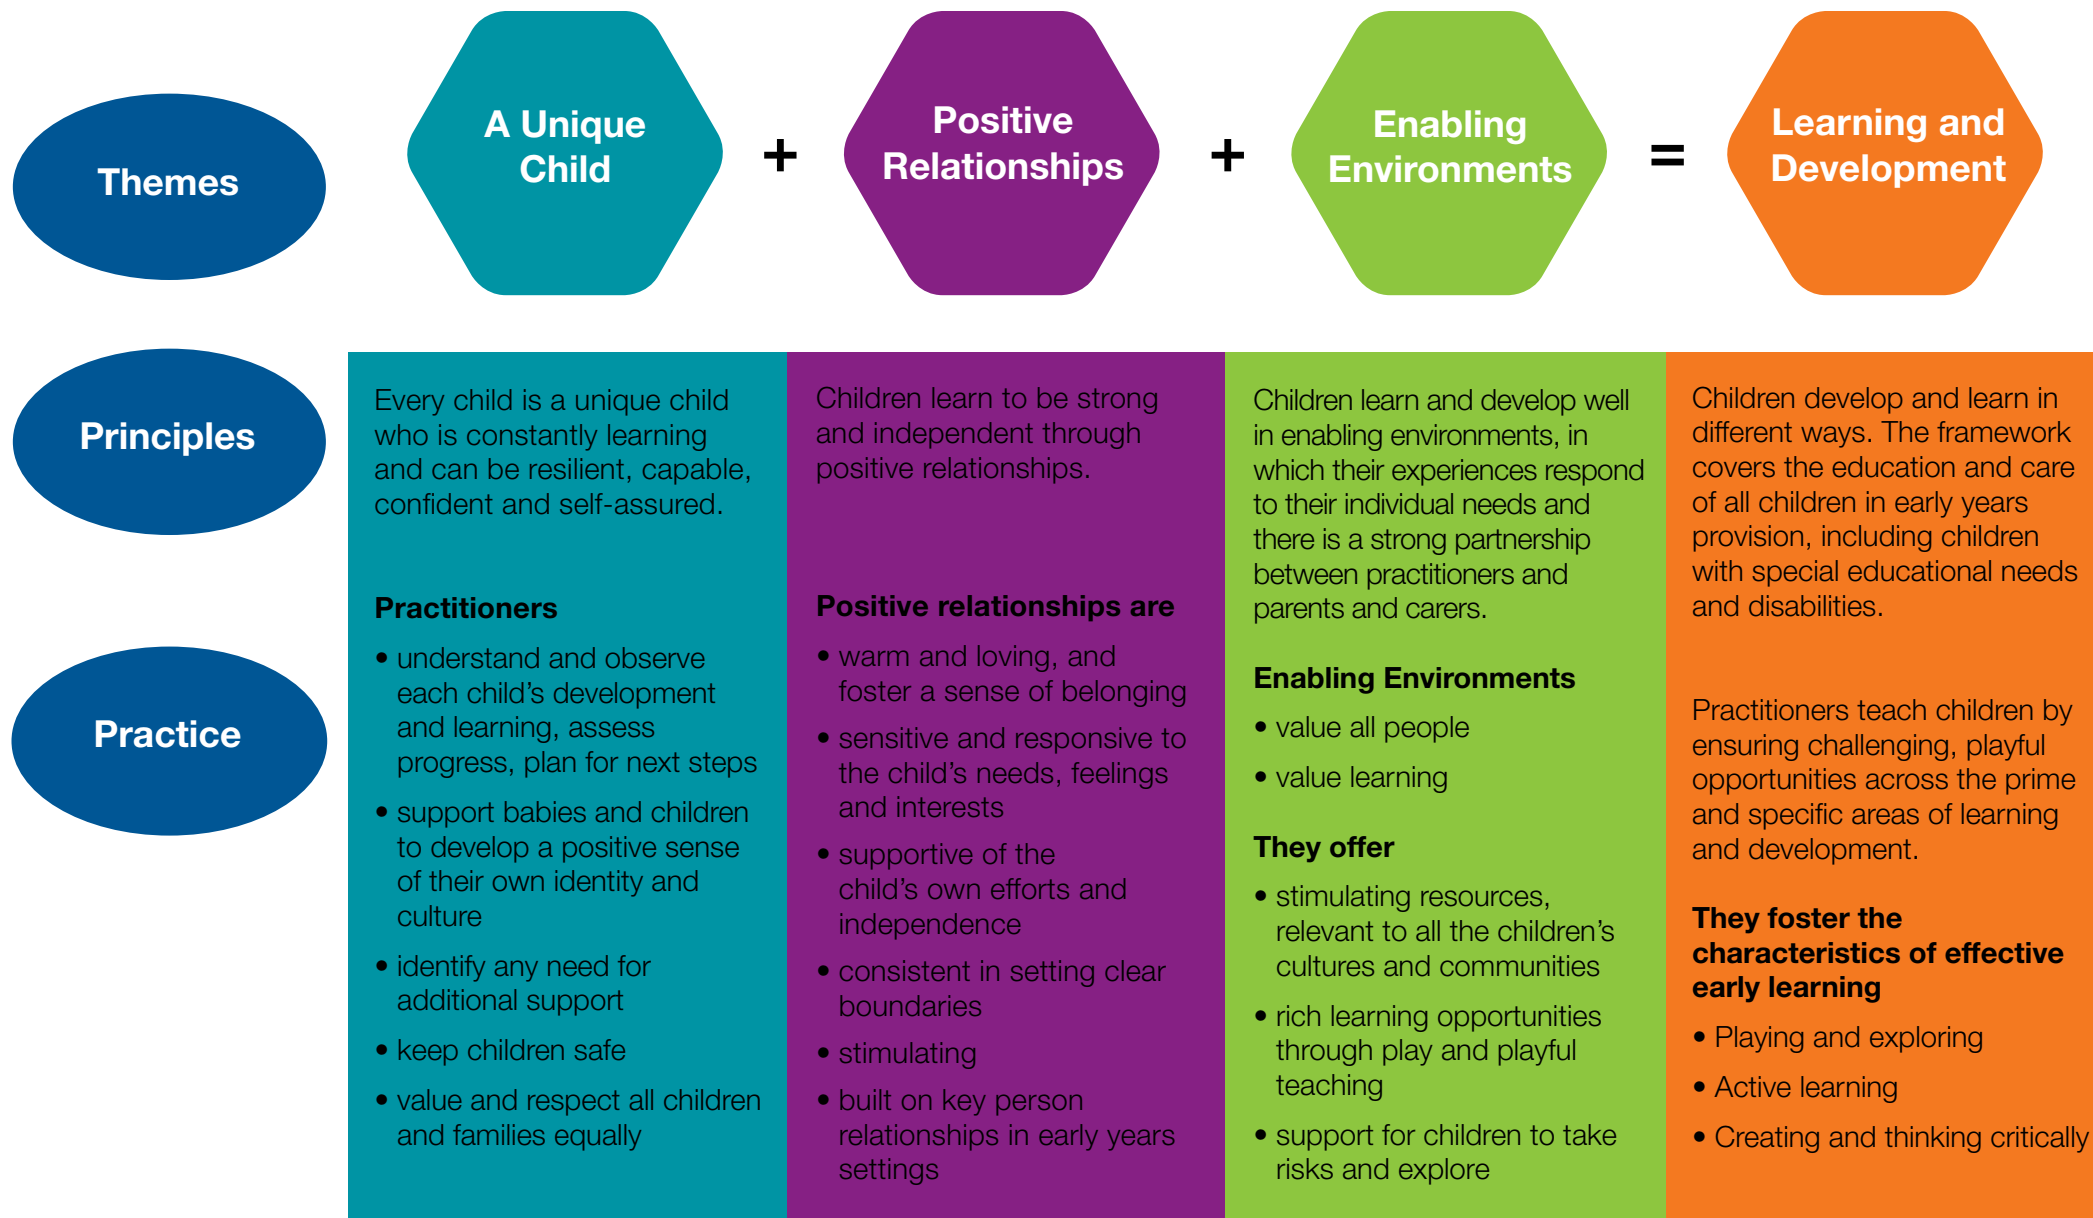 Themes
A Unique
Child
+
Positive
Relationships
+
Enabling
Environments
=
Learning and
Development
Principles
Practice
Every child is a unique child
who is constantly learning
and can be resilient, capable,
confident and self-assured.
Practitioners
• understand and observe
each child’s development
and learning, assess
progress, plan for next steps
• support babies and children
to develop a positive sense
of their own identity and
culture
• identify any need for
additional support
• keep children safe
• value and respect all children
and families equally
Children learn to be strong
and independent through
positive relationships.
Positive relationships are
• warm and loving, and
foster a sense of belonging
• sensitive and responsive to
the child’s needs, feelings
and interests
• supportive of the
child’s own efforts and
independence
• consistent in setting clear
boundaries
• stimulating
• built on key person
relationships in early years
settings
Children learn and develop well
in enabling environments, in
which their experiences respond
to their individual needs and
there is a strong partnership
between practitioners and
parents and carers.
Enabling Environments
• value all people
• value learning
They offer
• stimulating resources,
relevant to all the children’s
cultures and communities
• rich learning opportunities
through play and playful
teaching
• support for children to take
risks and explore
Children develop and learn in
different ways. The framework
covers the education and care
of all children in early years
provision, including children
with special educational needs
and disabilities.
Practitioners teach children by
ensuring challenging, playful
opportunities across the prime
and specific areas of learning
and development.
They foster the
characteristics of effective
early learning
• Playing and exploring
• Active learning
• Creating and thinking critically